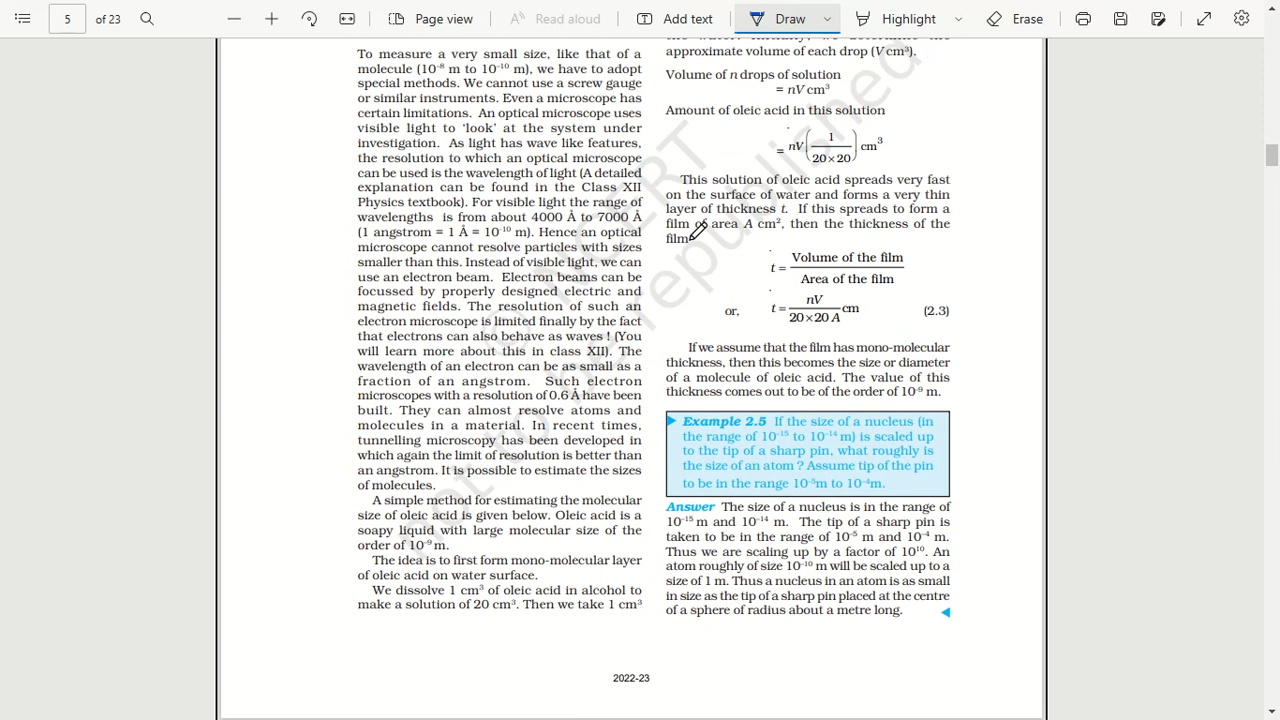 5 of 23 Page view Read aloud Add text Draw Highlight Erase
To measure a very small size, like that of a
molecule (10⁻⁸ m to 10⁻¹⁰ m), we have to adopt
special methods. We cannot use a screw gauge
or similar instruments. Even a microscope has
certain limitations. An optical microscope uses
visible light to ‘look’ at the system under
investigation. As light has wave like features,
the resolution to which an optical microscope
can be used is the wavelength of light (A detailed
explanation can be found in the Class XII
Physics textbook). For visible light the range of
wavelengths is from about 4000 Å to 7000 Å
(1 angstrom = 1 Å = 10⁻¹⁰ m). Hence an optical
microscope cannot resolve particles with sizes
smaller than this. Instead of visible light, we can
use an electron beam. Electron beams can be
focussed by properly designed electric and
magnetic fields. The resolution of such an
electron microscope is limited finally by the fact
that electrons can also behave as waves ! (You
will learn more about this in class XII). The
wavelength of an electron can be as small as a
fraction of an angstrom. Such electron
microscopes with a resolution of 0.6 Å have been
built. They can almost resolve atoms and
molecules in a material. In recent times,
tunnelling microscopy has been developed in
which again the limit of resolution is better than
an angstrom. It is possible to estimate the sizes
of molecules.
A simple method for estimating the molecular
size of oleic acid is given below. Oleic acid is a
soapy liquid with large molecular size of the
order of 10⁻⁹ m.
The idea is to first form mono-molecular layer
of oleic acid on water surface.
We dissolve 1 cm³ of oleic acid in alcohol to
make a solution of 20 cm³. Then we take 1 cm³
approximate volume of each drop (V cm³).
Volume of n drops of solution
= nV cm³
Amount of oleic acid in this solution
= nV (1 / 20×20) cm³
This solution of oleic acid spreads very fast
on the surface of water and forms a very thin
layer of thickness t. If this spreads to form a
film of area A cm², then the thickness of the
film
t = Volume of the film / Area of the film
or, t = nV / 20×20 A cm (2.3)
If we assume that the film has mono-molecular
thickness, then this becomes the size or diameter
of a molecule of oleic acid. The value of this
thickness comes out to be of the order of 10⁻⁹ m.
Example 2.5 If the size of a nucleus (in
the range of 10⁻¹⁵ to 10⁻¹⁴ m) is scaled up
to the tip of a sharp pin, what roughly is
the size of an atom ? Assume tip of the pin
to be in the range 10⁻⁵m to 10⁻⁴m.
Answer The size of a nucleus is in the range of
10⁻¹⁵ m and 10⁻¹⁴ m. The tip of a sharp pin is
taken to be in the range of 10⁻⁵ m and 10⁻⁴ m.
Thus we are scaling up by a factor of 10¹⁰. An
atom roughly of size 10⁻¹⁰ m will be scaled up to a
size of 1 m. Thus a nucleus in an atom is as small
in size as the tip of a sharp pin placed at the centre
of a sphere of radius about a metre long.
© NCERT
not to be republished
2022-23